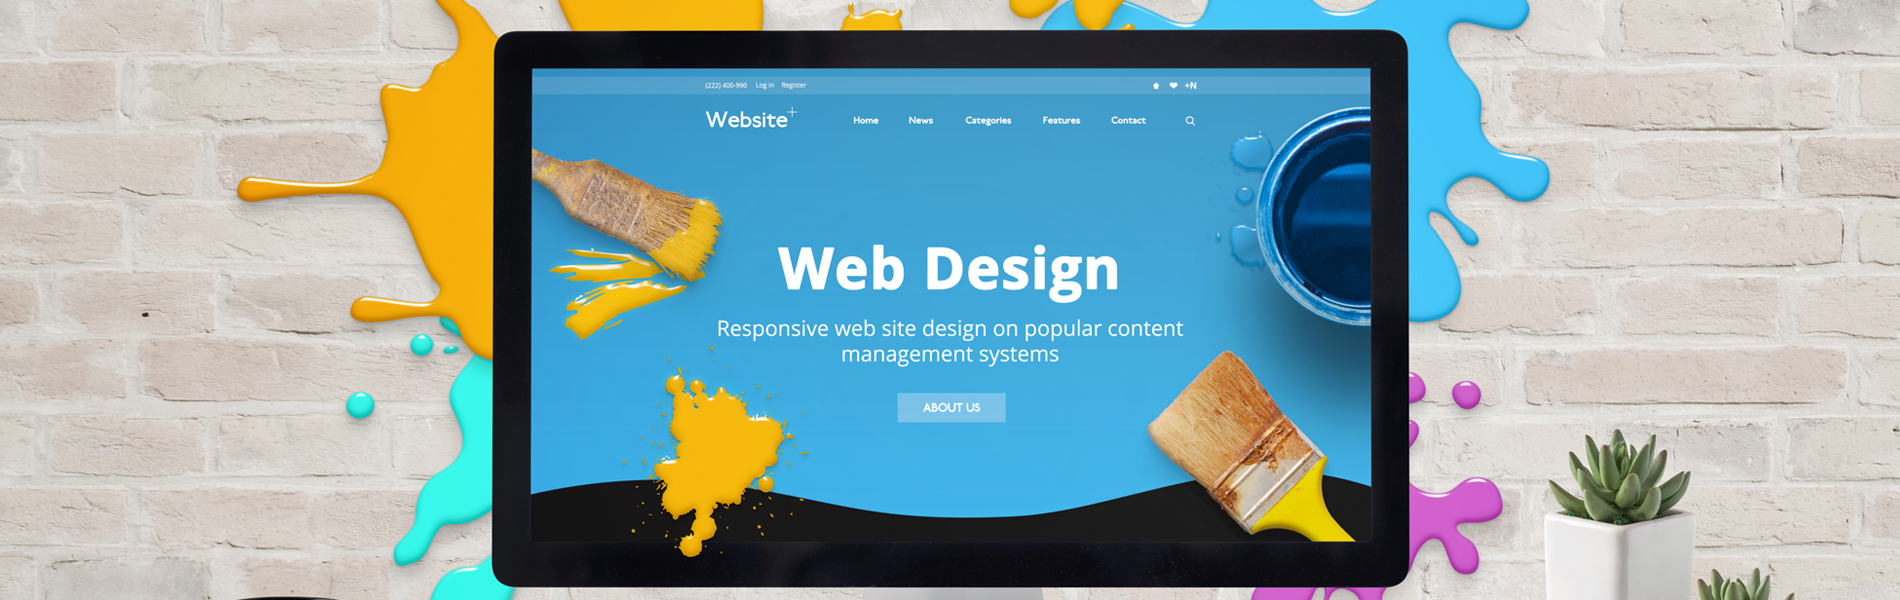 (222) 400-990 Log in Register
+N
Website+
Home News Categories Features Contact
Web Design
Responsive web site design on popular content
management systems
ABOUT US